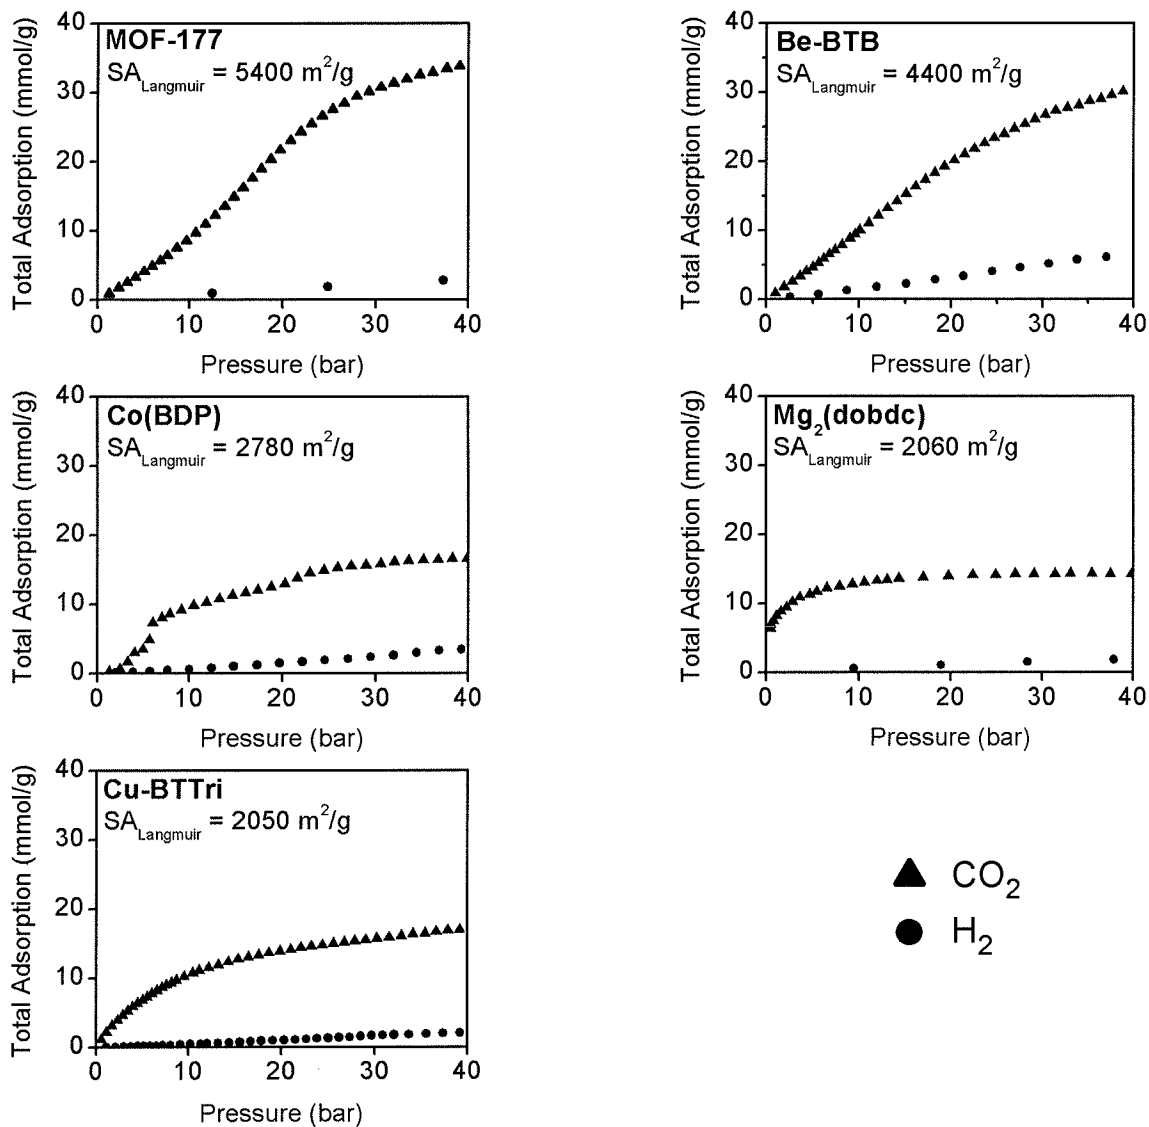 MOF-177
SA_Langmuir = 5400 m²/g
Total Adsorption (mmol/g)
40
30
20
10
0
0 10 20 30 40
Pressure (bar)
Be-BTB
SA_Langmuir = 4400 m²/g
Total Adsorption (mmol/g)
40
30
20
10
0
0 10 20 30 40
Pressure (bar)
Co(BDP)
SA_Langmuir = 2780 m²/g
Total Adsorption (mmol/g)
40
30
20
10
0
0 10 20 30 40
Pressure (bar)
Mg₂(dobdc)
SA_Langmuir = 2060 m²/g
Total Adsorption (mmol/g)
40
30
20
10
0
0 10 20 30 40
Pressure (bar)
Cu-BTTri
SA_Langmuir = 2050 m²/g
Total Adsorption (mmol/g)
40
30
20
10
0
0 10 20 30 40
Pressure (bar)
CO₂
H₂